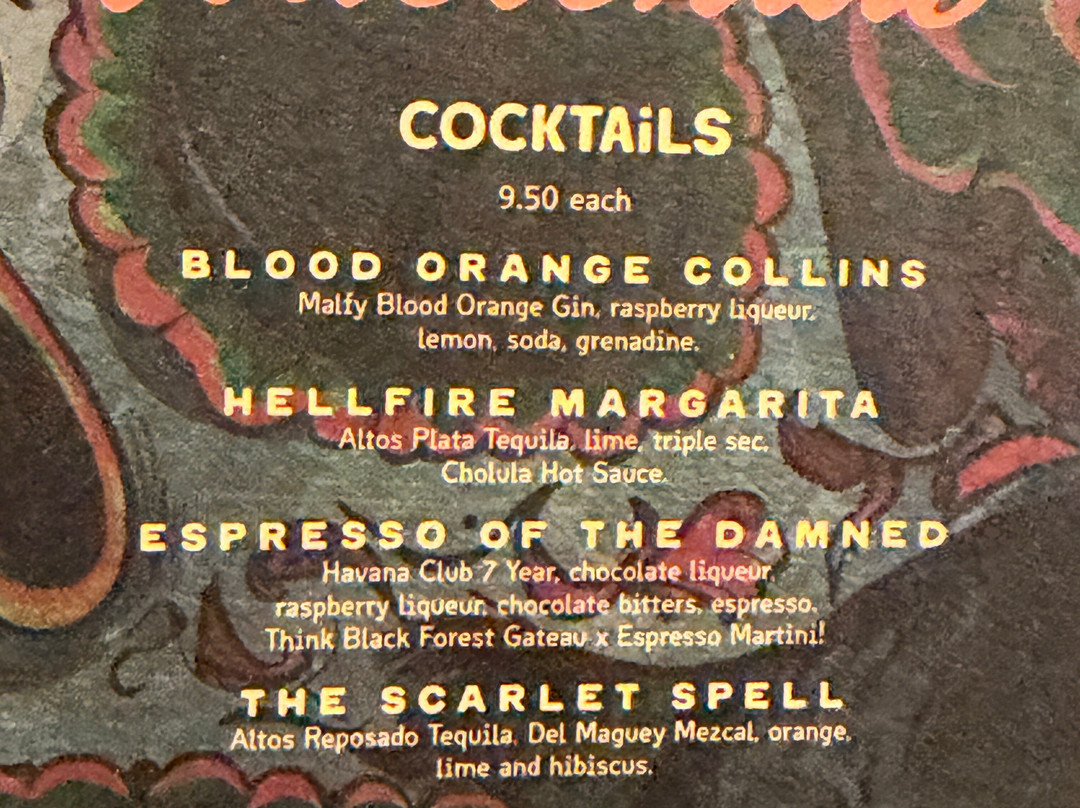 COCKTAiLS
9.50 each
BLOOD ORANGE COLLINS
Malfy Blood Orange Gin, raspberry liqueur,
lemon, soda, grenadine.
HELLFIRE MARGARITA
Altos Plata Tequila, lime, triple sec,
Cholula Hot Sauce.
ESPRESSO OF THE DAMNED
Havana Club 7 Year, chocolate liqueur,
raspberry liqueur, chocolate bitters, espresso.
Think Black Forest Gateau x Espresso Martini!
THE SCARLET SPELL
Altos Reposado Tequila, Del Maguey Mezcal, orange,
lime and hibiscus.